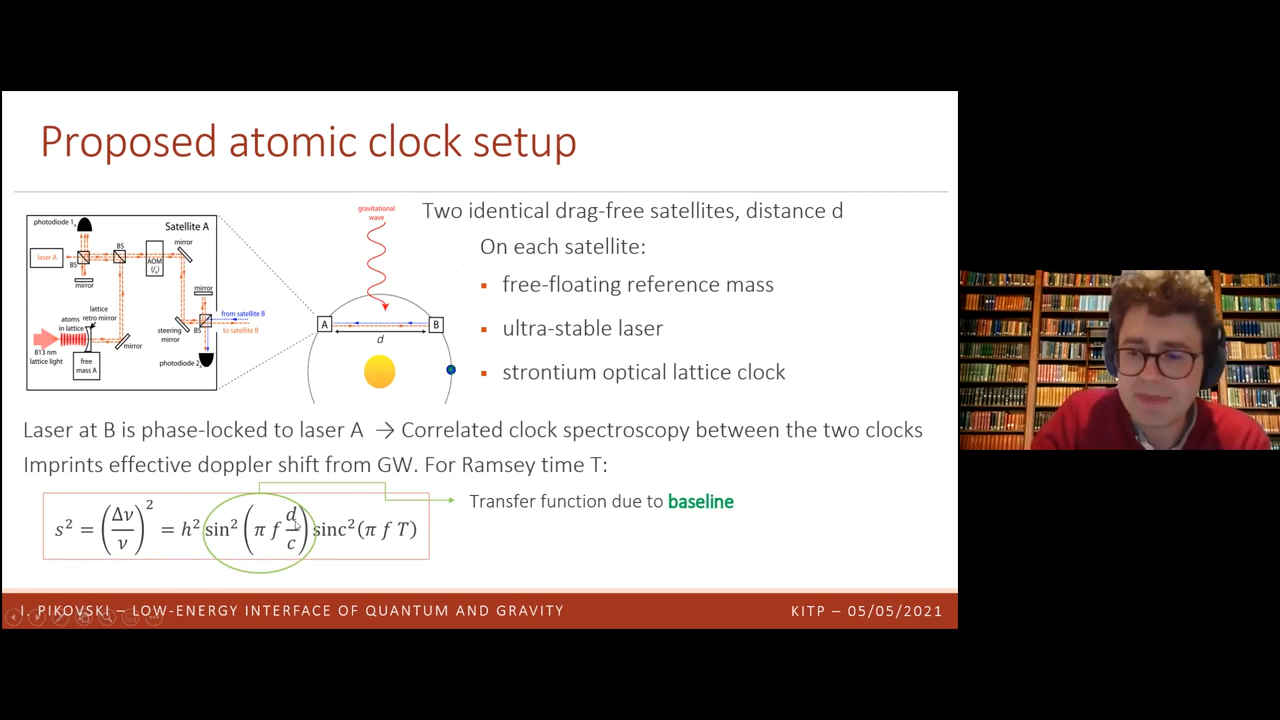 Proposed atomic clock setup
photodiode 1
Satellite A
laser A
BS
BS
AOM
mirror
mirror
mirror
lattice
retro mirror
atoms
in lattice
813 nm
lattice light
free
mass A
mirror
steering
mirror
BS
from satellite B
to satellite B
photodiode 2
gravitational
wave
A
B
d
Two identical drag-free satellites, distance d
On each satellite:
▪ free-floating reference mass
▪ ultra-stable laser
▪ strontium optical lattice clock
Laser at B is phase-locked to laser A → Correlated clock spectroscopy between the two clocks
Imprints effective doppler shift from GW. For Ramsey time T:
s² = (Δν/ν)² = h² sin²(π f d/c) sinc²(π f T)
Transfer function due to baseline
I. PIKOVSKI – LOW-ENERGY INTERFACE OF QUANTUM AND GRAVITY
KITP – 05/05/2021